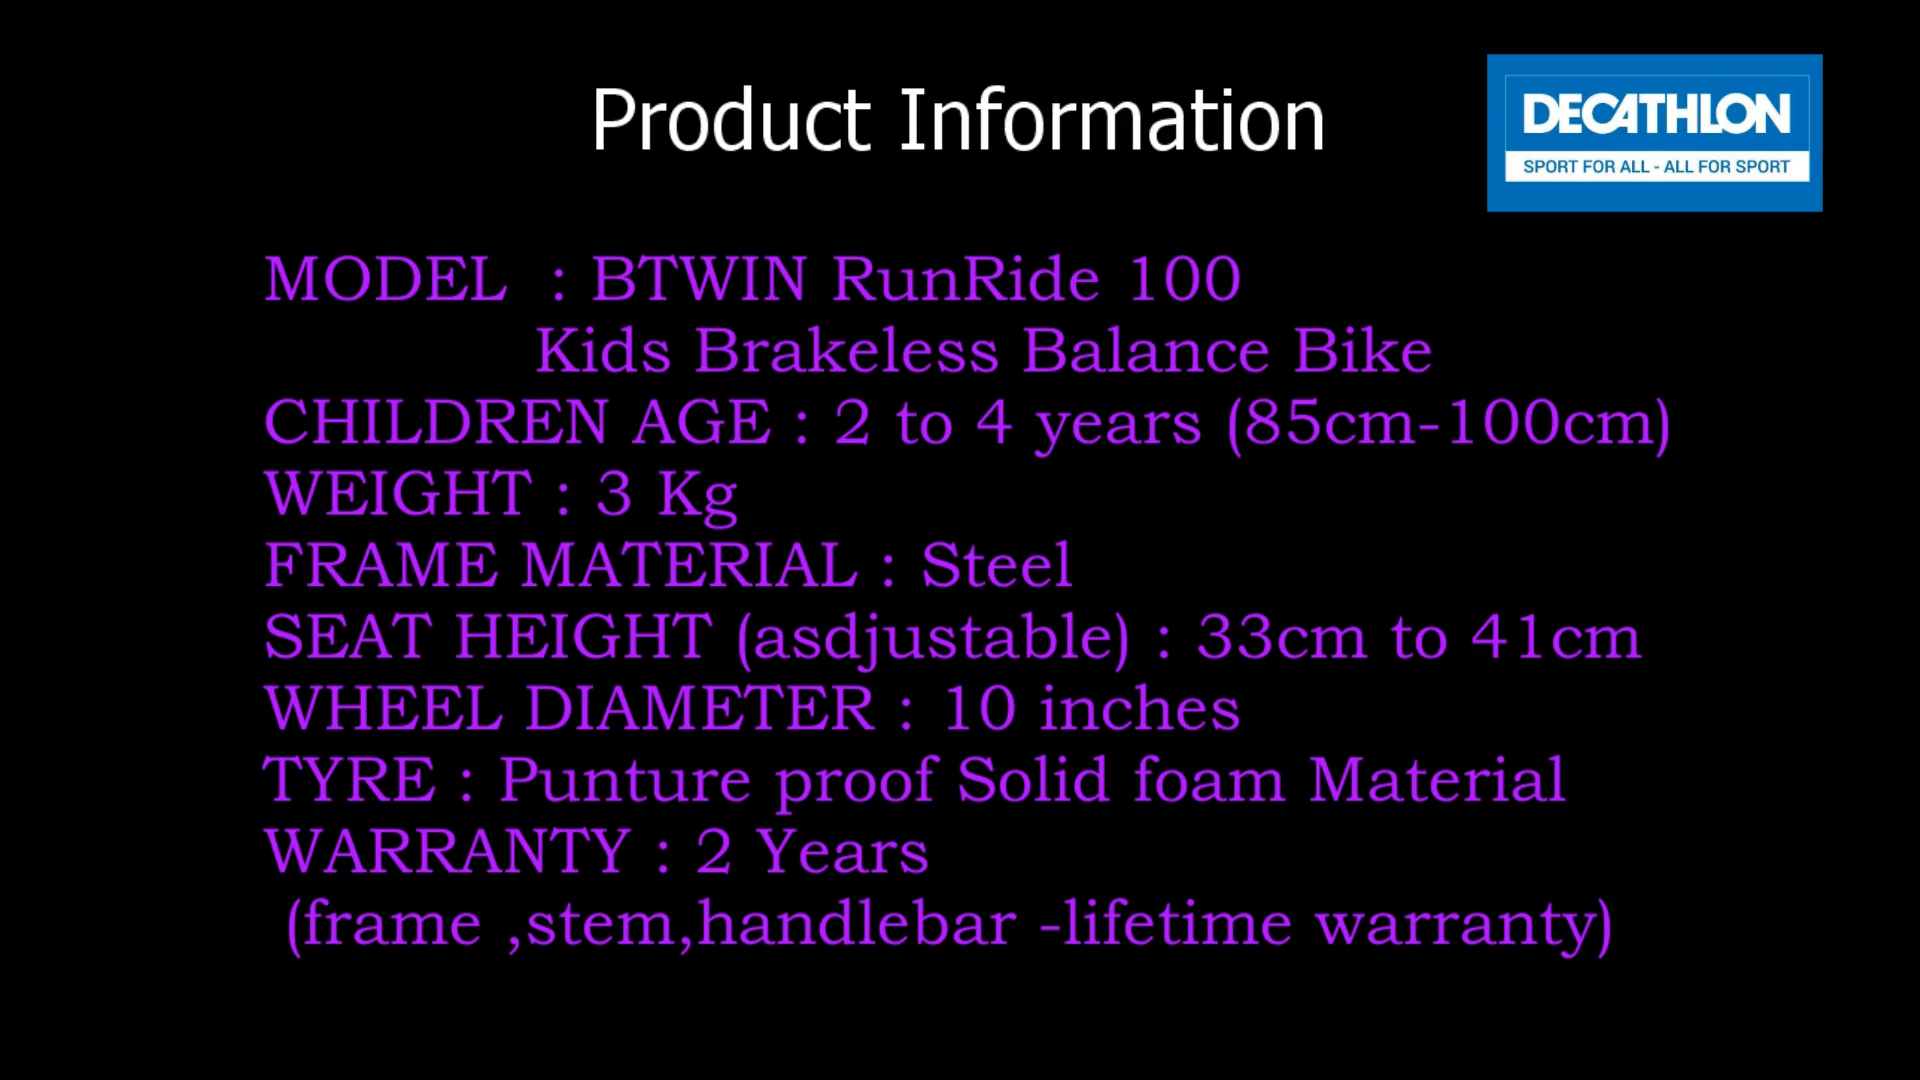 Product Information
DECATHLON
SPORT FOR ALL - ALL FOR SPORT
MODEL : BTWIN RunRide 100
Kids Brakeless Balance Bike
CHILDREN AGE : 2 to 4 years (85cm-100cm)
WEIGHT : 3 Kg
FRAME MATERIAL : Steel
SEAT HEIGHT (asdjustable) : 33cm to 41cm
WHEEL DIAMETER : 10 inches
TYRE : Punture proof Solid foam Material
WARRANTY : 2 Years
(frame ,stem,handlebar -lifetime warranty)